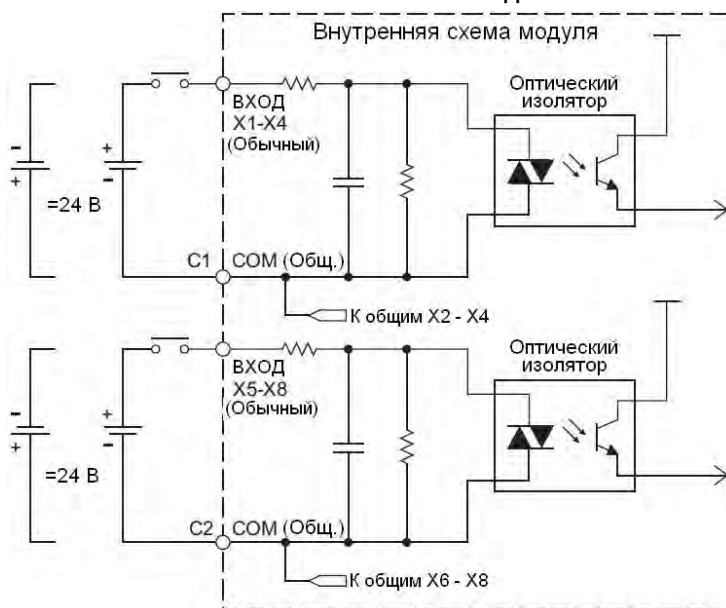 Внутренняя схема модуля
Оптический
изолятор
ВХОД
X1-X4
(Обычный)
=24 В
C1
COM (Общ.)
К общим X2 - X4
Оптический
изолятор
ВХОД
X5-X8
(Обычный)
=24 В
C2
COM (Общ.)
К общим X6 - X8